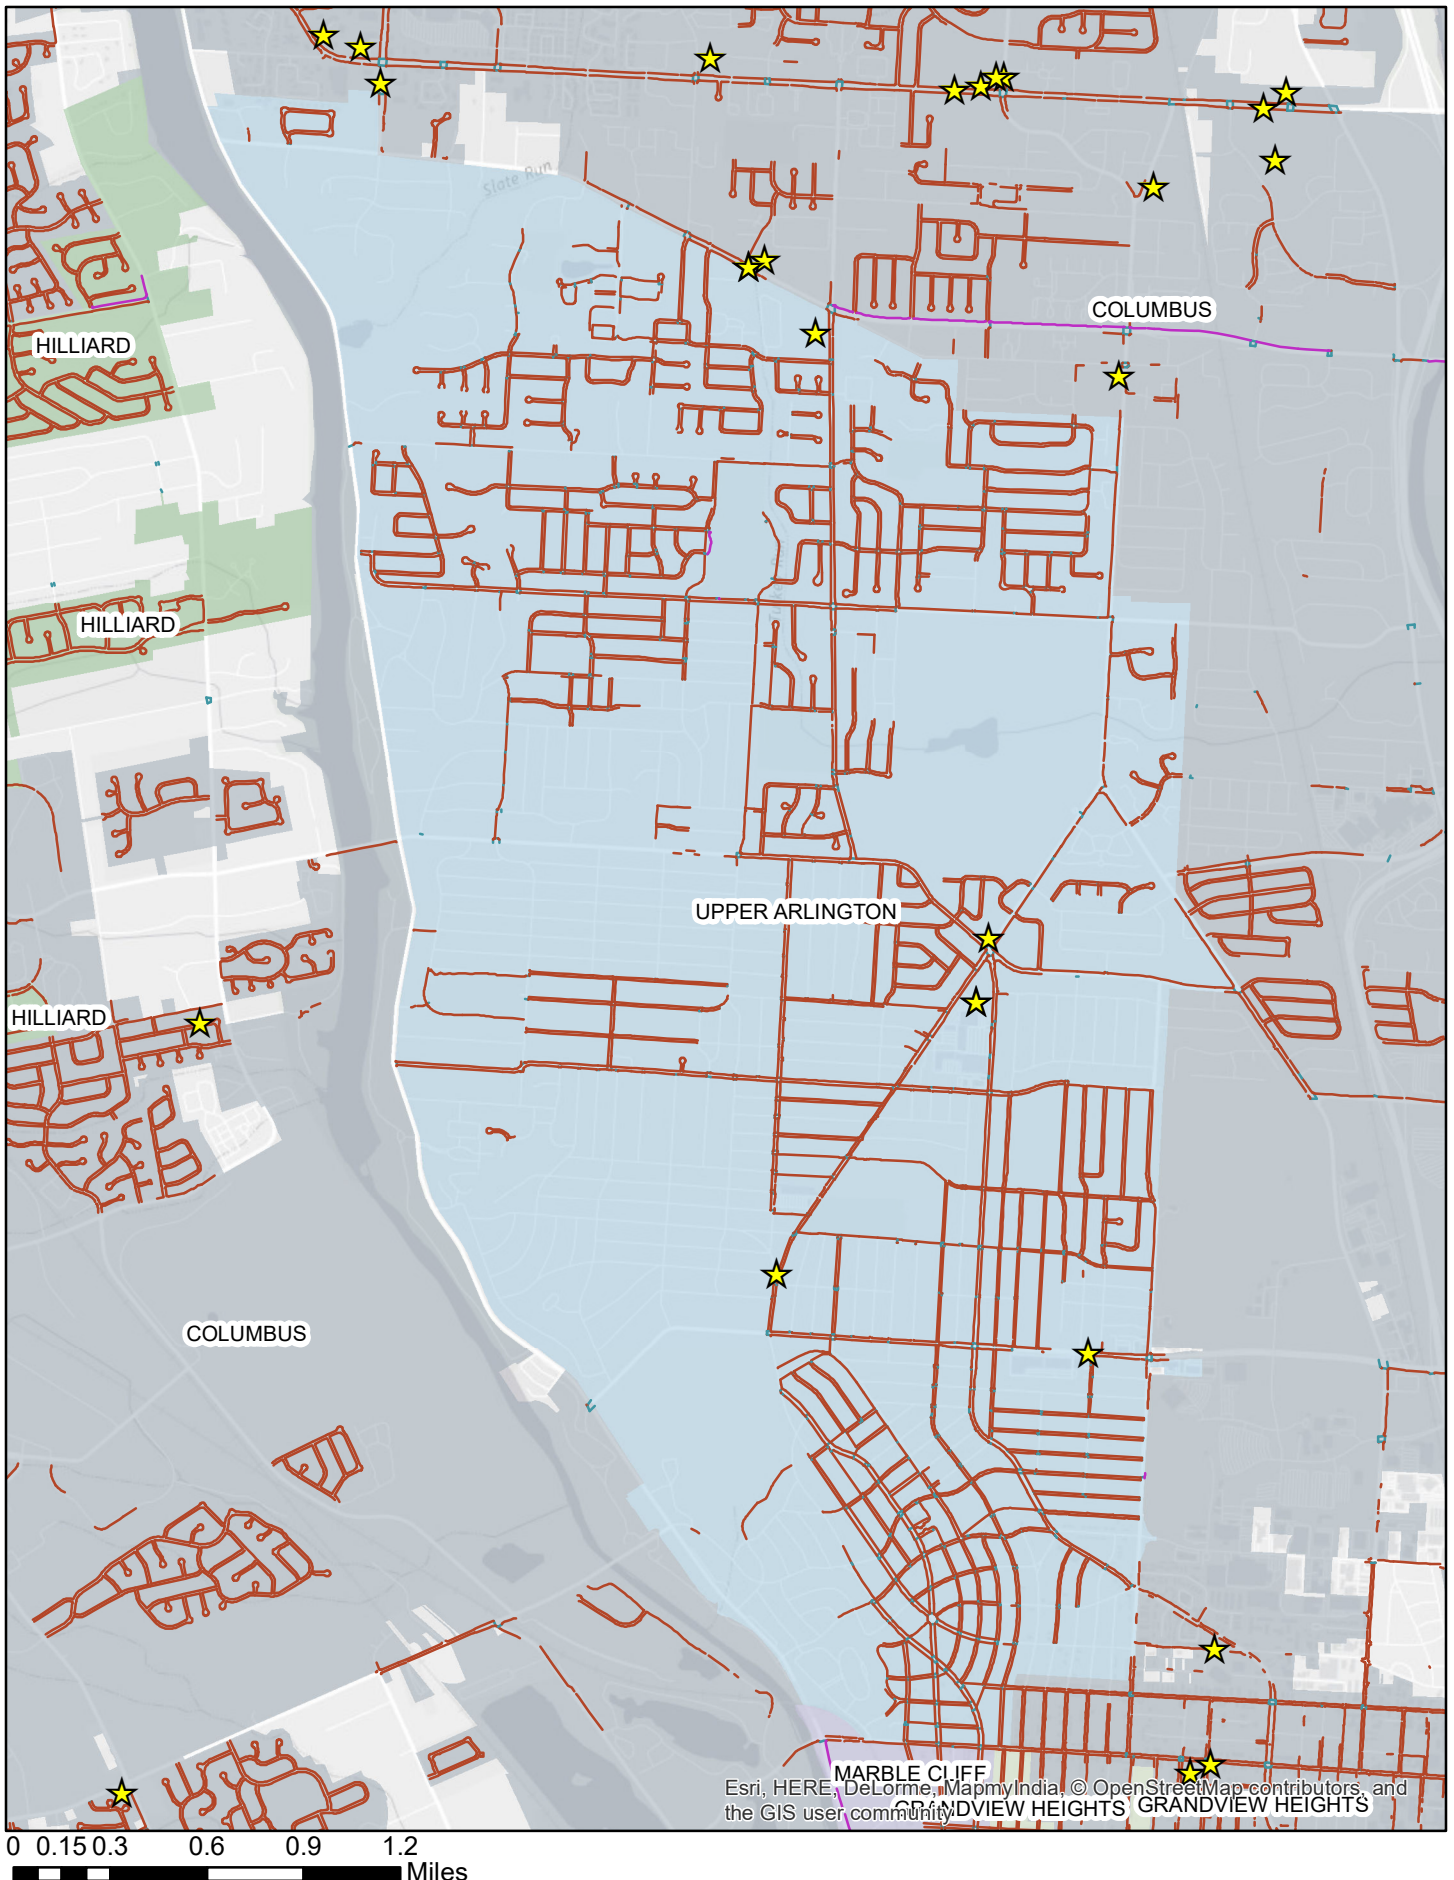 Slate Run
COLUMBUS
HILLIARD
HILLIARD
UPPER ARLINGTON
HILLIARD
COLUMBUS
MARBLE CLIFF
Esri, HERE, DeLorme, MapmyIndia, © OpenStreetMap contributors, and
the GIS user community
GRANDVIEW HEIGHTS
GRANDVIEW HEIGHTS
0 0.15 0.3 0.6 0.9 1.2
Miles